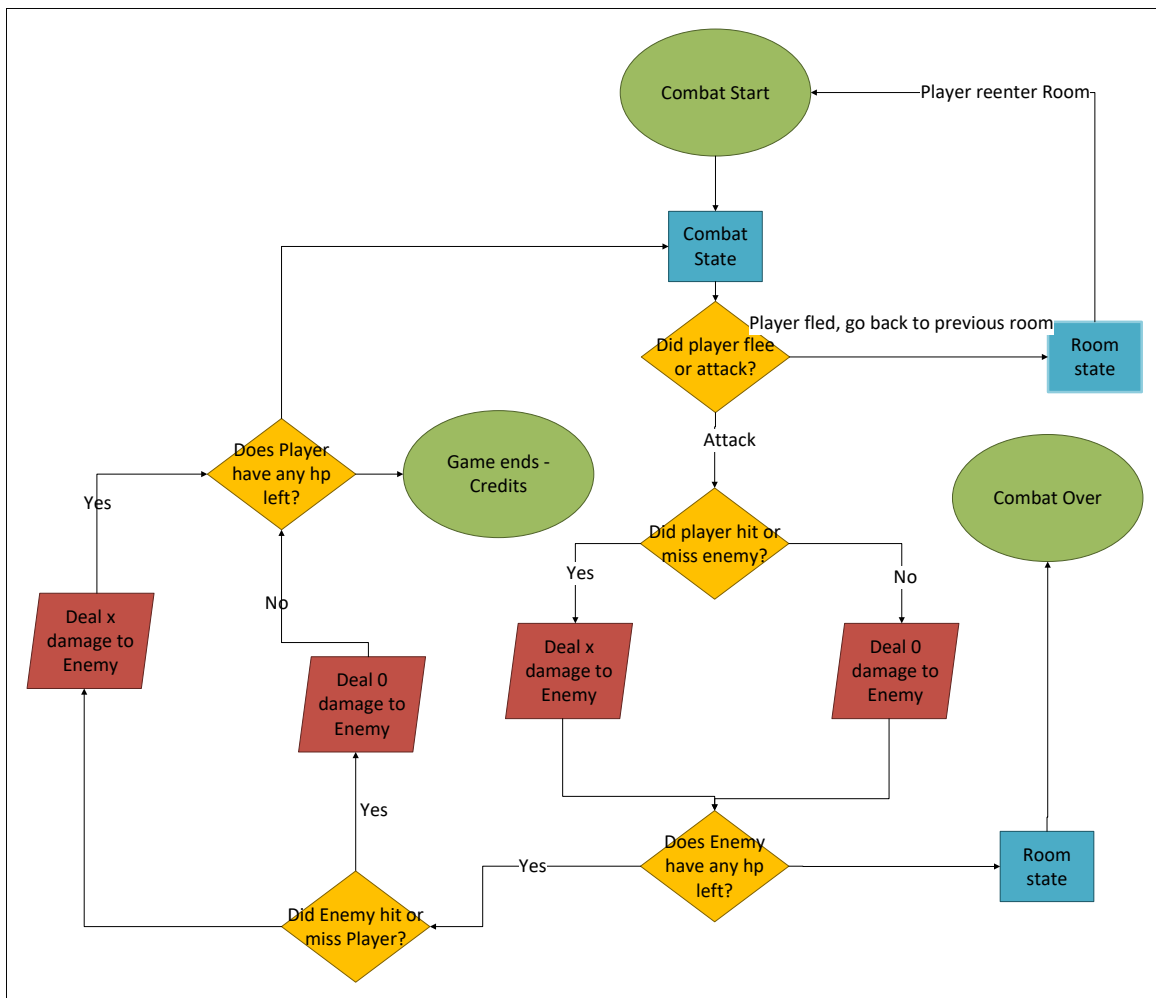 Combat Start
Player reenter Room
Combat
State
Player fled, go back to previous room
Did player flee
or attack?
Room
state
Attack
Does Player
have any hp
left?
Game ends -
Credits
Combat Over
Yes
Did player hit or
miss enemy?
Yes
No
No
Deal x
damage to
Enemy
Deal 0
damage to
Enemy
Deal x
damage to
Enemy
Deal 0
damage to
Enemy
Yes
Does Enemy
have any hp
left?
Yes
Room
state
Did Enemy hit or
miss Player?